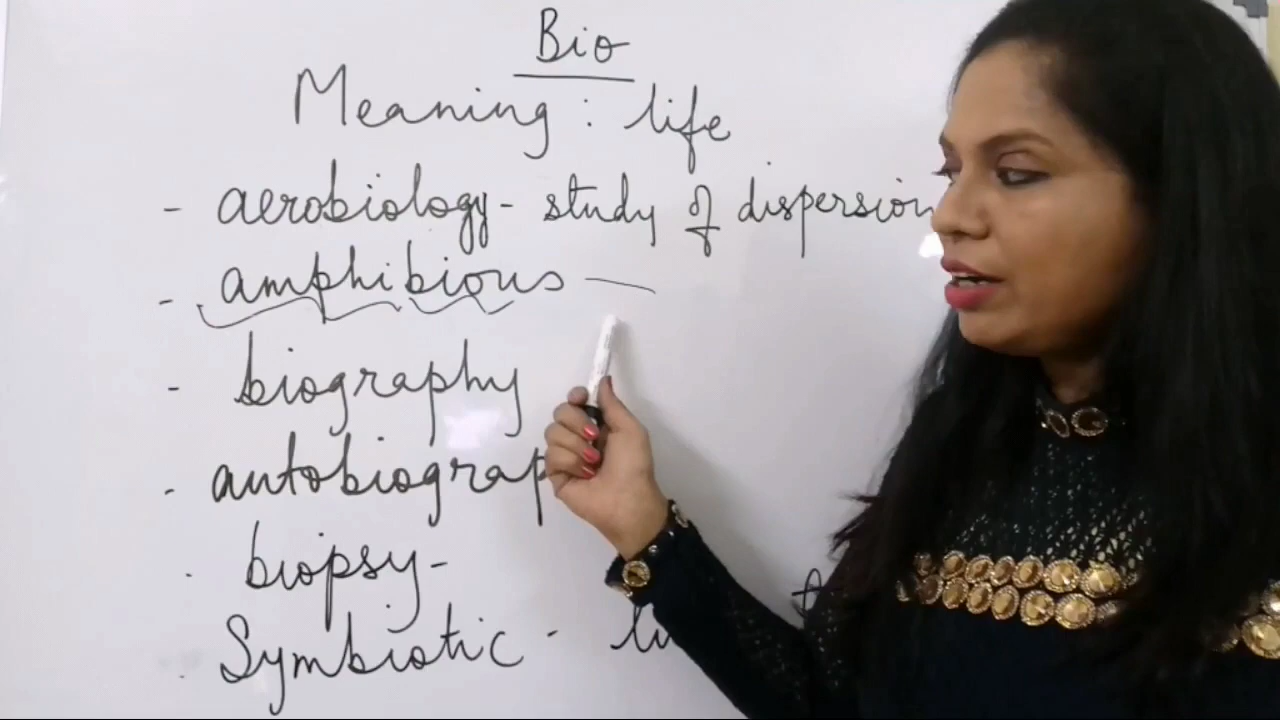 Bio
Meaning : life
- aerobiology - study of dispersion
- amphibious -
- biography
- autobiograp
- biopsy -
- Symbiotic -